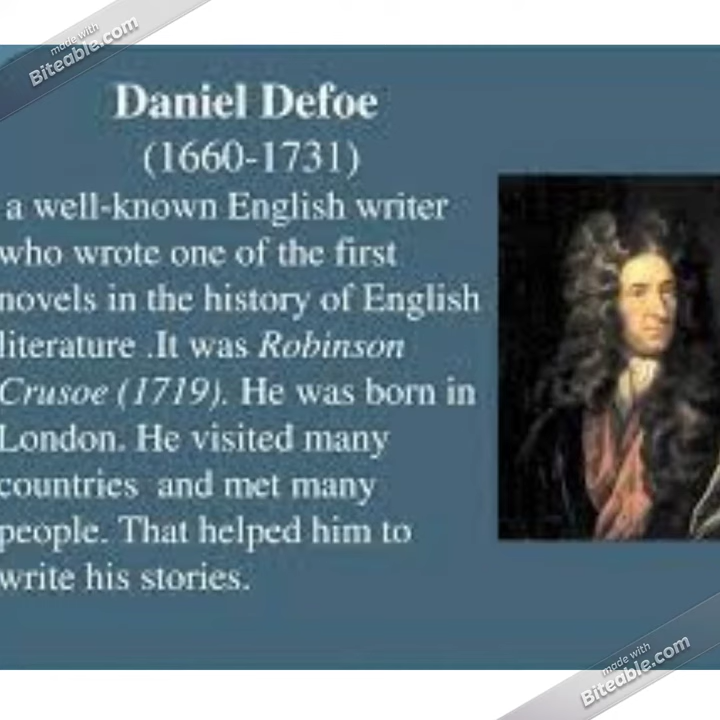 made with
Biteable.com
Daniel Defoe
(1660-1731)
a well-known English writer
who wrote one of the first
novels in the history of English
literature .It was Robinson
Crusoe (1719). He was born in
London. He visited many
countries and met many
people. That helped him to
write his stories.
made with
Biteable.com